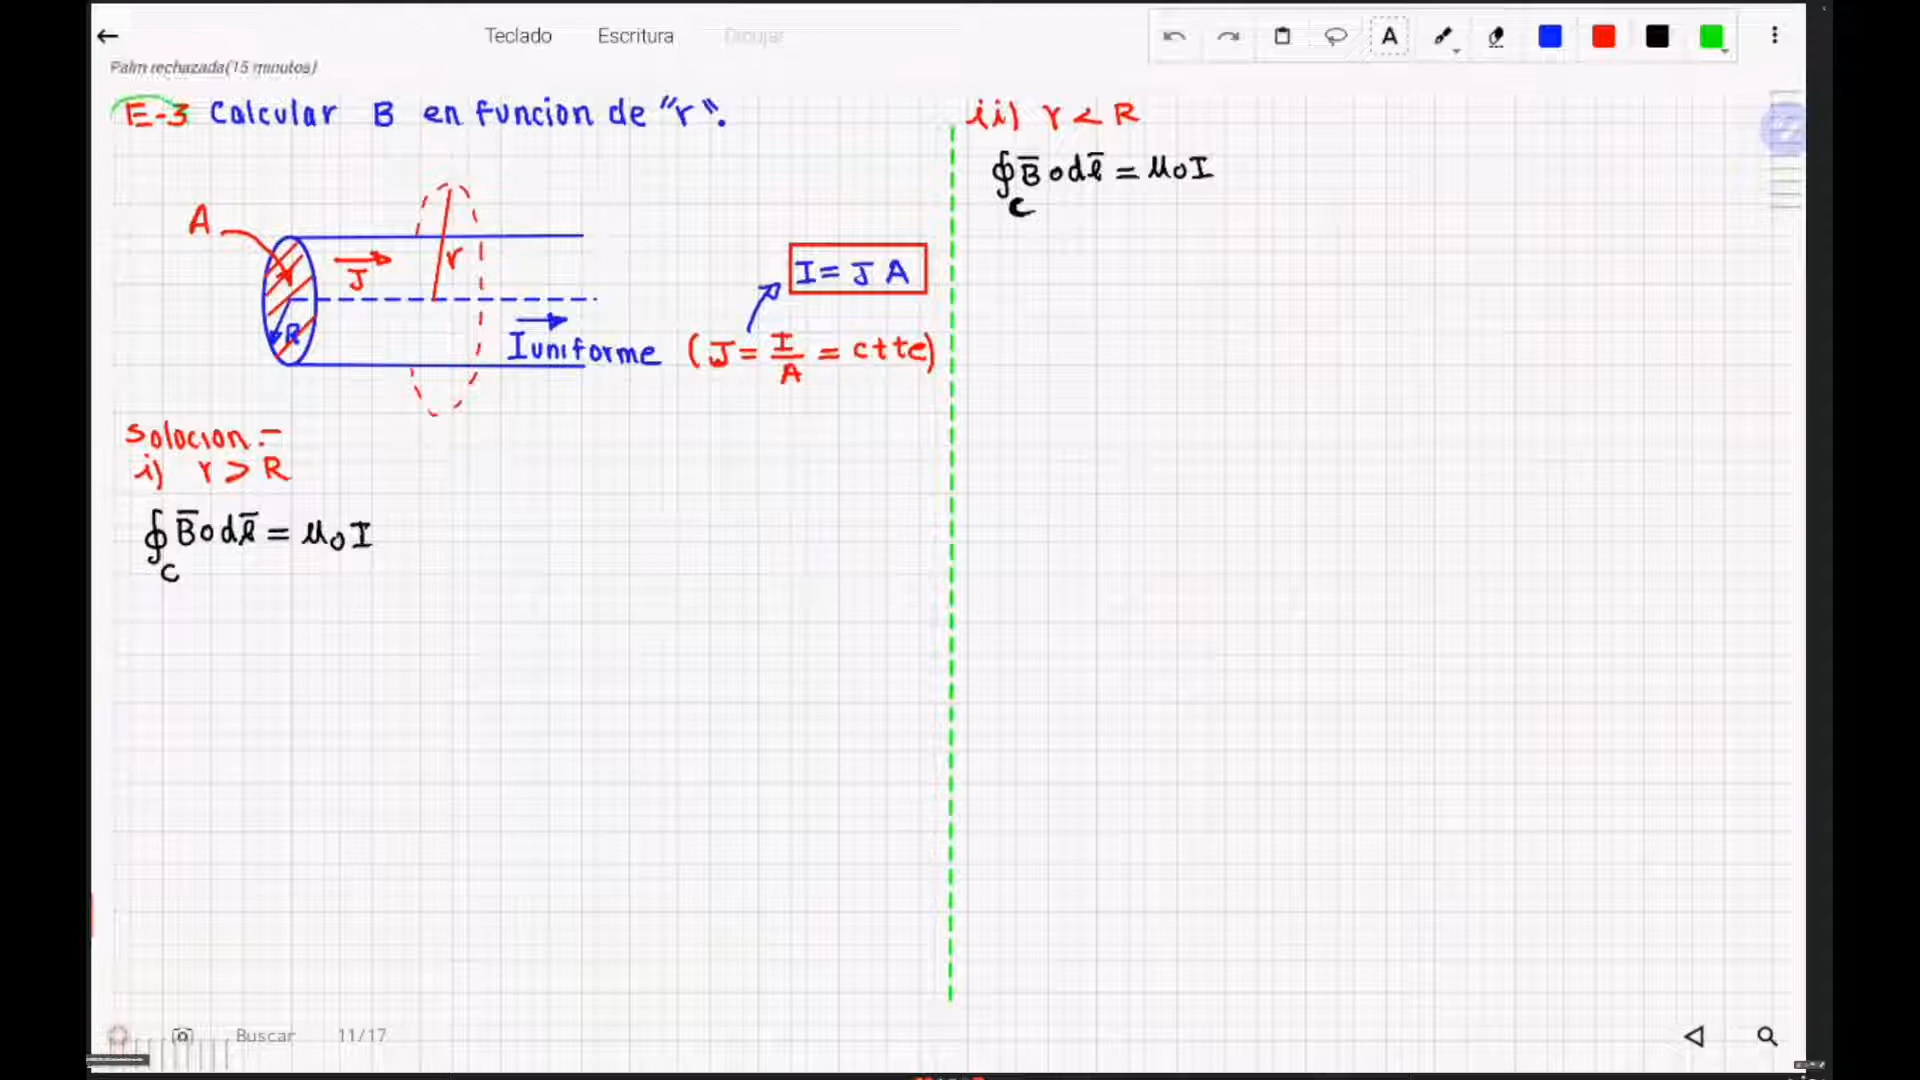 Teclado Escritura Dibujar
A
Palm rechazada(15 minutos)
E-3 Calcular B en funcion de "r".
A
J
r
R
I uniforme
I = J A
(J = I/A = ctte)
Solocion.-
i) r > R
∮ B̅ o dl̅ = μ₀I
c
ii) r < R
∮ B̅ o dl̅ = μ₀I
c
Buscar 11/17